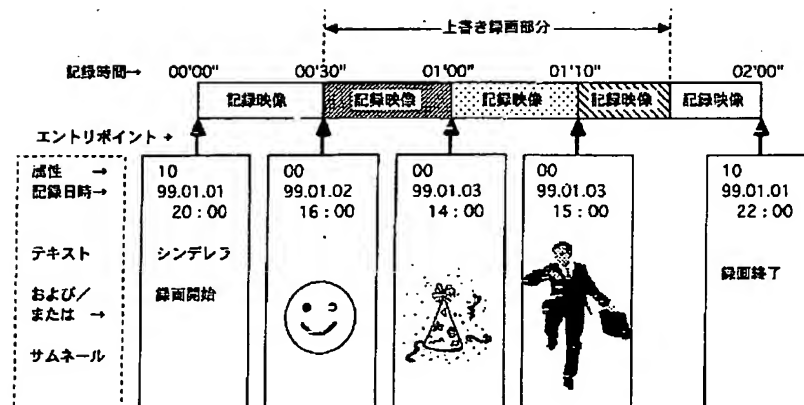 上書き録画部分
記録時間→ 00'00" 00'30" 01'00" 01'10" 02'00"
記録映像 記録映像 記録映像 記録映像 記録映像
エントリポイント→
属性 → 10 00 00 00 10
記録日時→ 99.01.01 99.01.02 99.01.03 99.01.03 99.01.01
20:00 16:00 14:00 15:00 22:00
テキスト シンデレラ
録画終了
および/ 録画開始
または →
サムネール